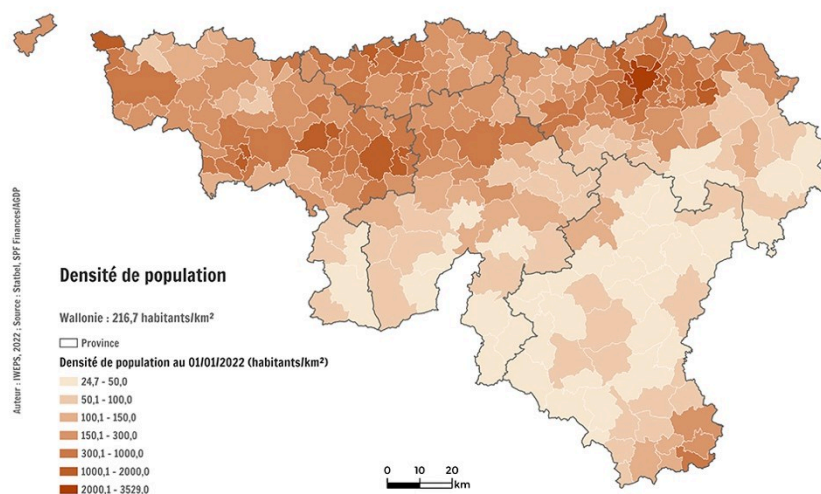 Auteur : IWEPS, 2022 ; Source : Statbel, SPF Finances/AGDP
Densité de population
Wallonie : 216,7 habitants/km²
Province
Densité de population au 01/01/2022 (habitants/km²)
24,7 - 50,0
50,1 - 100,0
100,1 - 150,0
150,1 - 300,0
300,1 - 1000,0
1000,1 - 2000,0
2000,1 - 3529,0
0 10 20
km